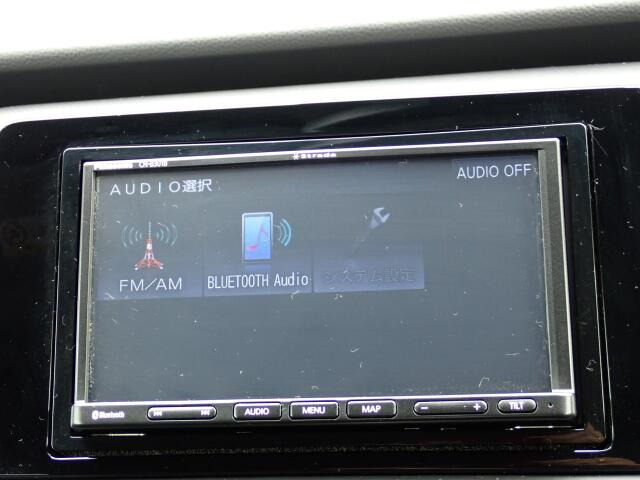 strada
AUDIO選択
AUDIO OFF
FM/AM
BLUETOOTH Audio
システム設定
Bluetooth
AUDIO
MENU
MAP
−
+
TILT